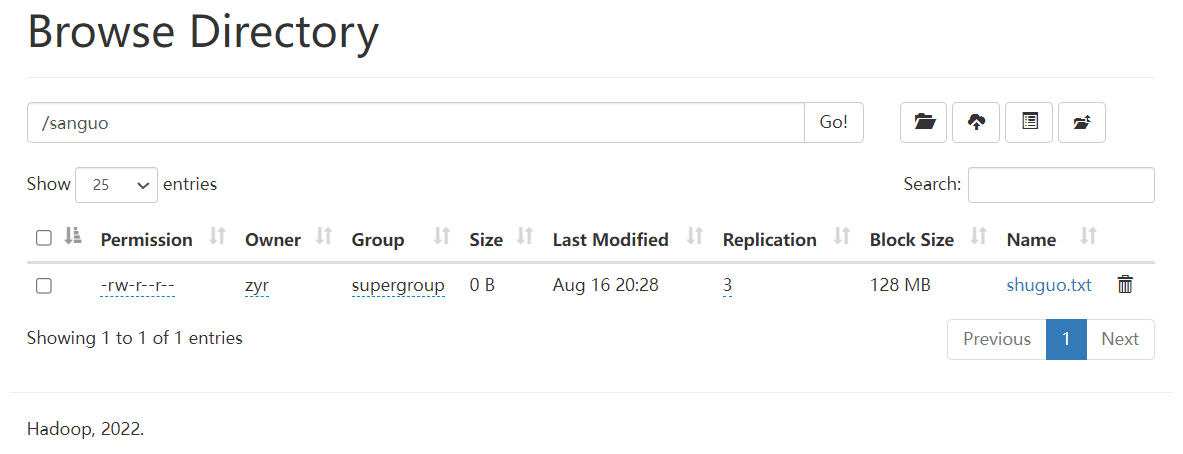 Browse Directory
/sanguo Go!
Show 25 entries Search:
Permission Owner Group Size Last Modified Replication Block Size Name
-rw-r--r-- zyr supergroup 0 B Aug 16 20:28 3 128 MB shuguo.txt
Showing 1 to 1 of 1 entries Previous 1 Next
Hadoop, 2022.